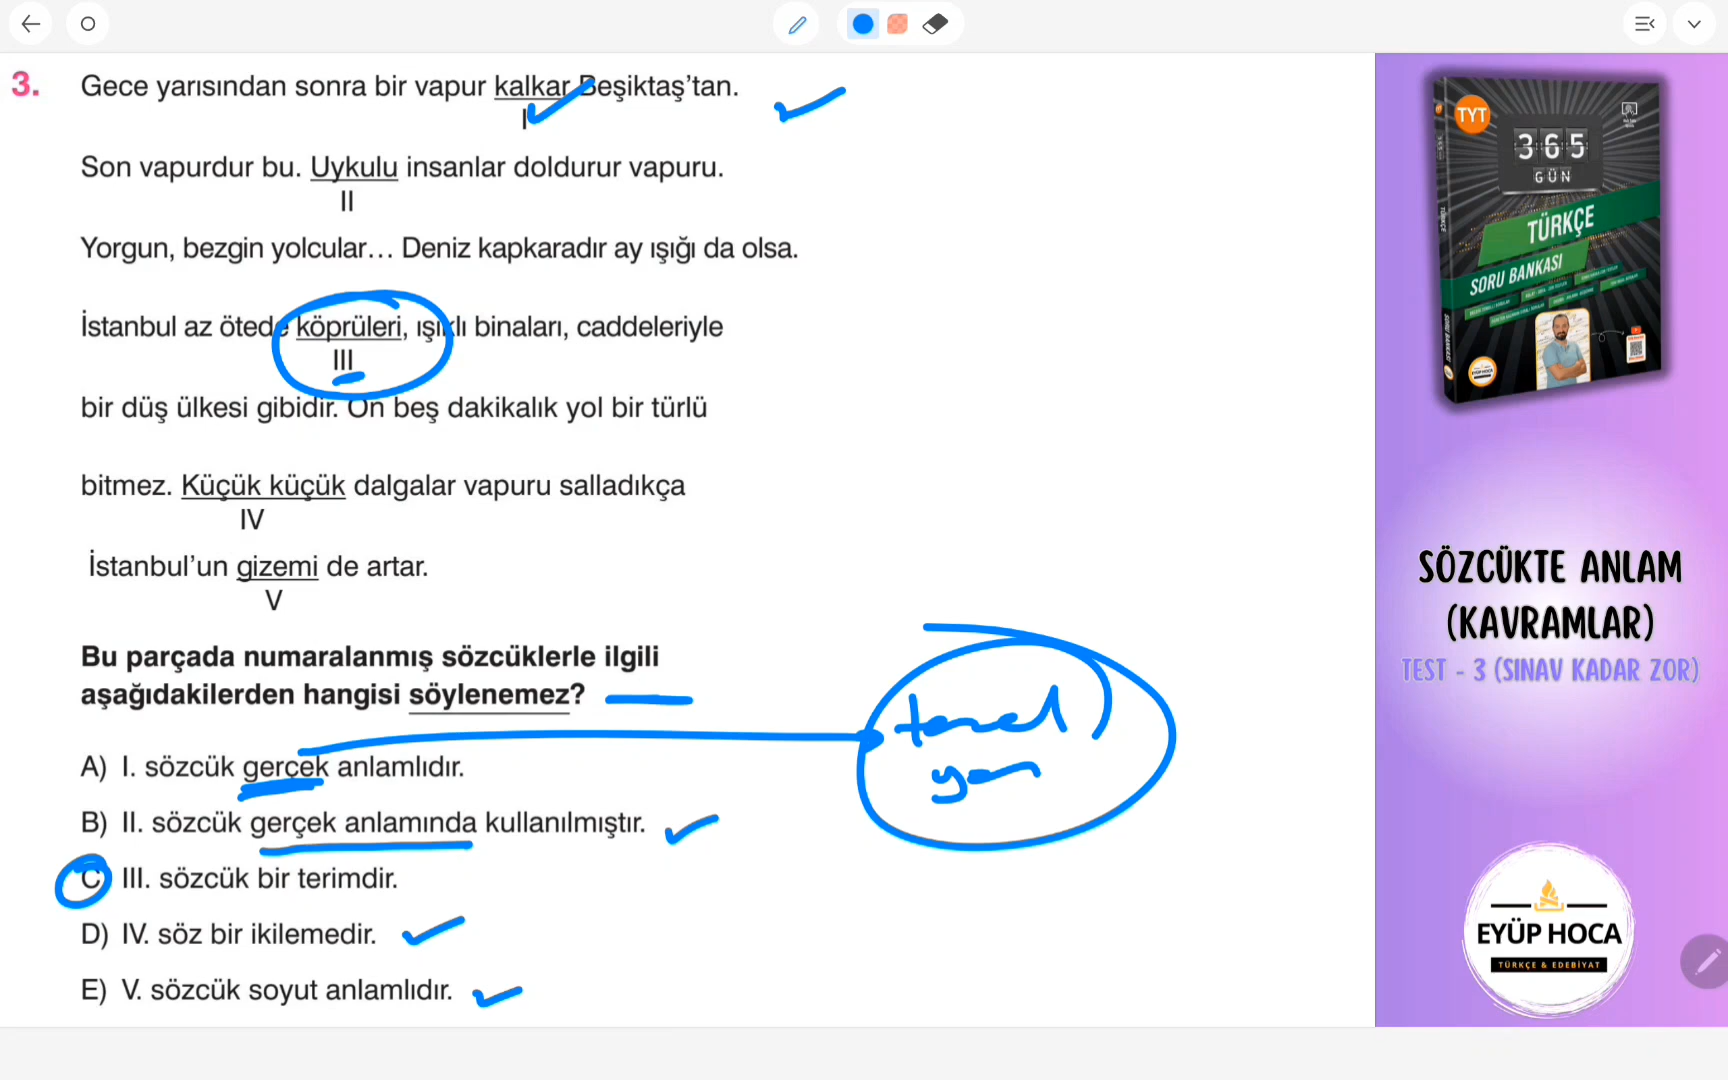 3. Gece yarısından sonra bir vapur kalkar Beşiktaş’tan.
I
Son vapurdur bu. Uykulu insanlar doldurur vapuru.
II
Yorgun, bezgin yolcular… Deniz kapkaradır ay ışığı da olsa.
İstanbul az ötede köprüleri, ışıklı binaları, caddeleriyle
III
bir düş ülkesi gibidir. On beş dakikalık yol bir türlü
bitmez. Küçük küçük dalgalar vapuru salladıkça
IV
İstanbul’un gizemi de artar.
V
Bu parçada numaralanmış sözcüklerle ilgili
aşağıdakilerden hangisi söylenemez?
A) I. sözcük gerçek anlamlıdır.
B) II. sözcük gerçek anlamında kullanılmıştır.
C III. sözcük bir terimdir.
D) IV. söz bir ikilemedir.
E) V. sözcük soyut anlamlıdır.
temel
yan
TYT
365
GÜN
TÜRKÇE
SORU BANKASI
SÖZCÜKTE ANLAM
(KAVRAMLAR)
TEST - 3 (SINAV KADAR ZOR)
EYÜP HOCA
TÜRKÇE & EDEBİYAT